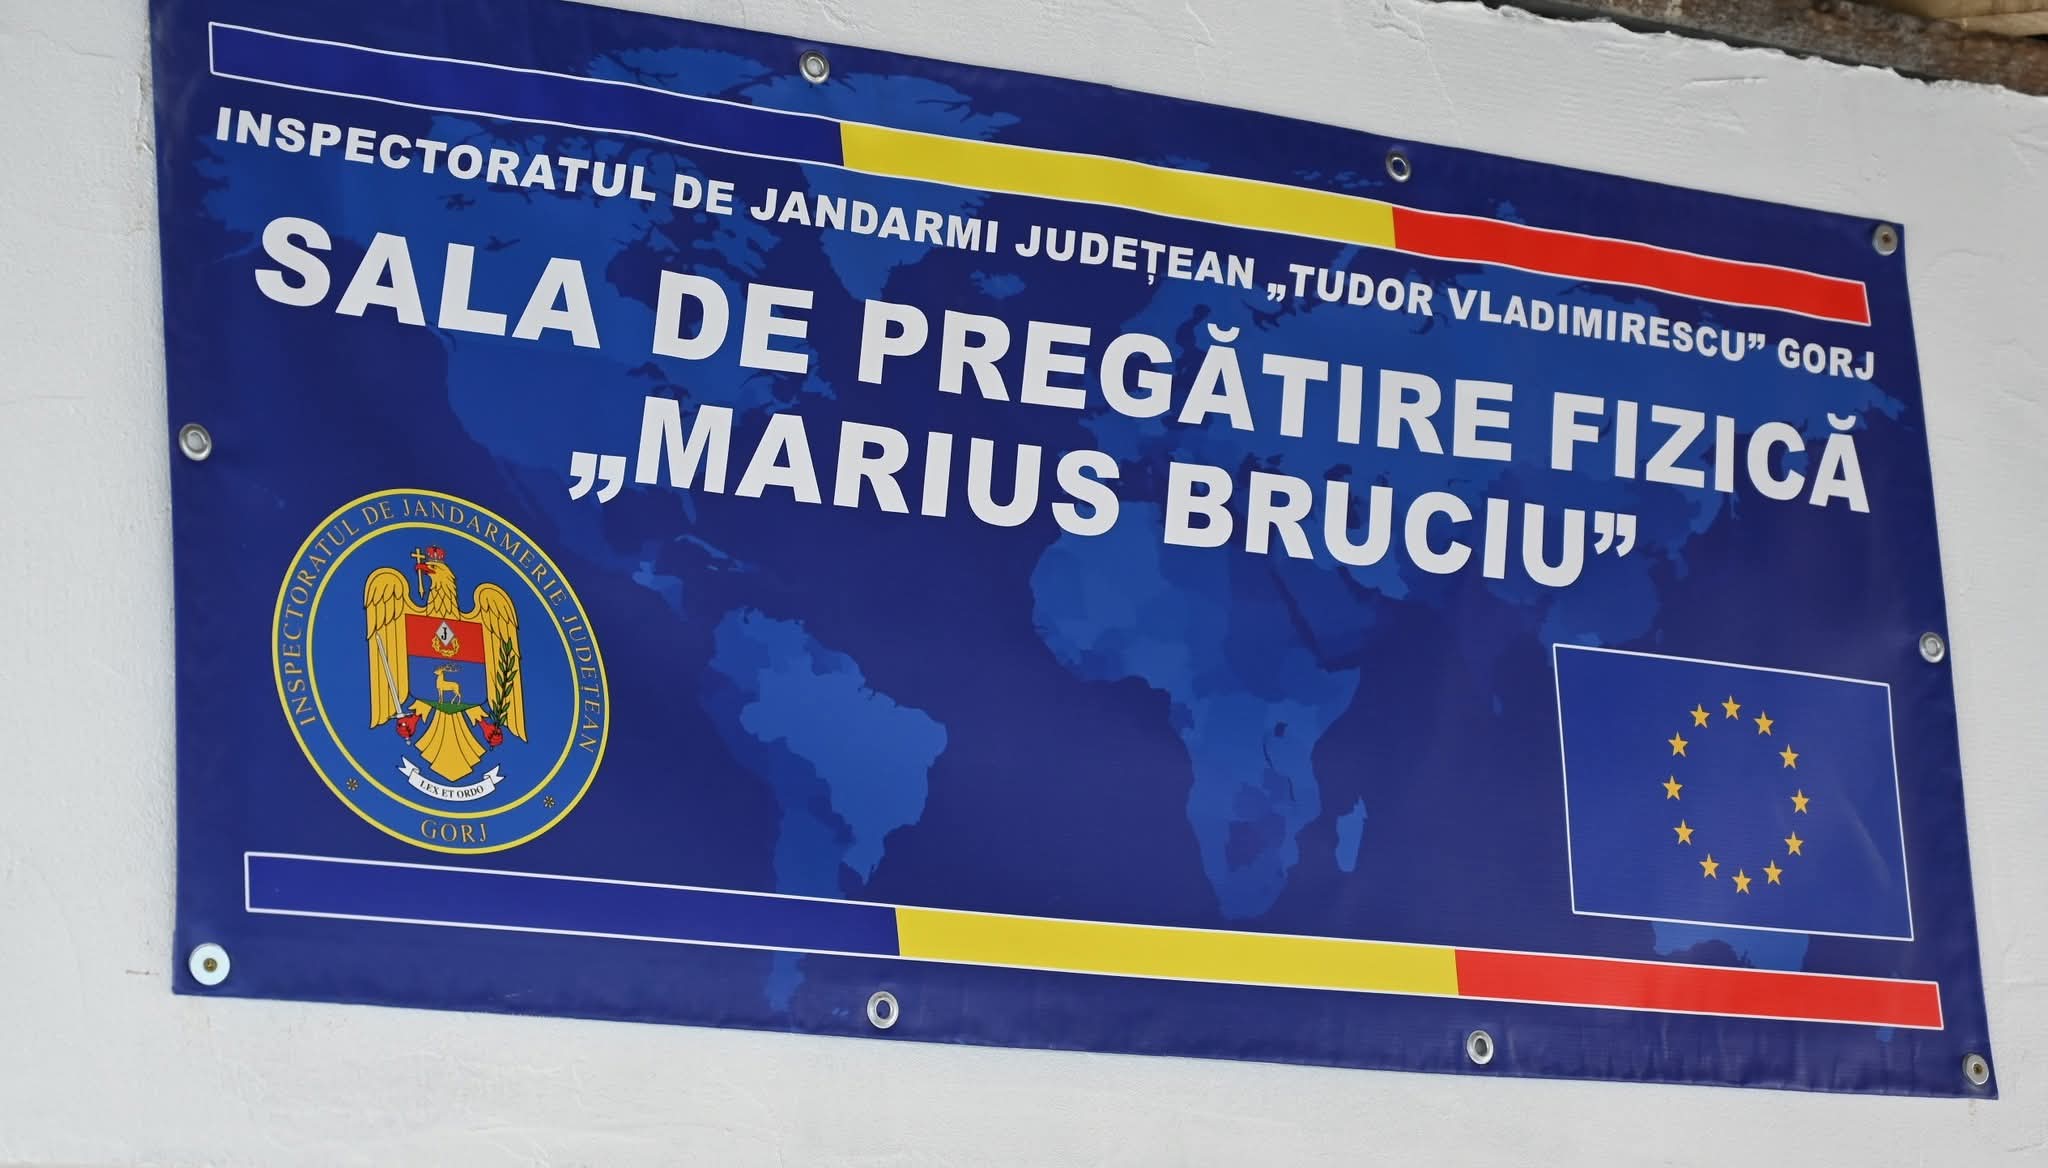 INSPECTORATUL DE JANDARMI JUDEȚEAN „TUDOR VLADIMIRESCU” GORJ
SALA DE PREGĂTIRE FIZICĂ
„MARIUS BRUCIU”
INSPECTORATUL DE JANDARMERIE JUDEȚEAN
J
LEX ET ORDO
* GORJ *